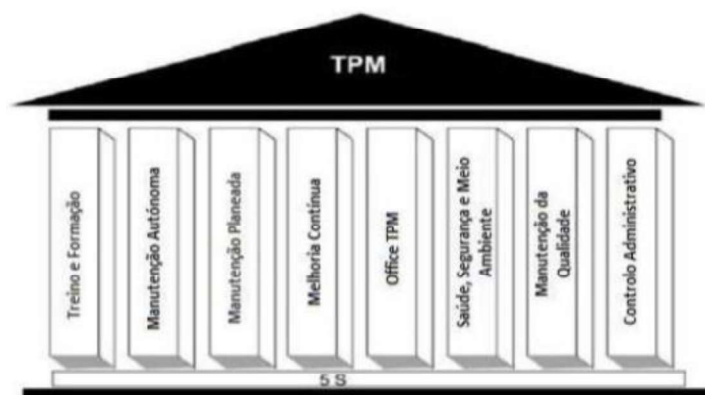 TPM
Treino e Formação
Manutenção Autónoma
Manutenção Planeada
Melhoria Contínua
Office TPM
Saúde, Segurança e Meio
Ambiente
Manutenção da
Qualidade
Controlo Administrativo
5 S